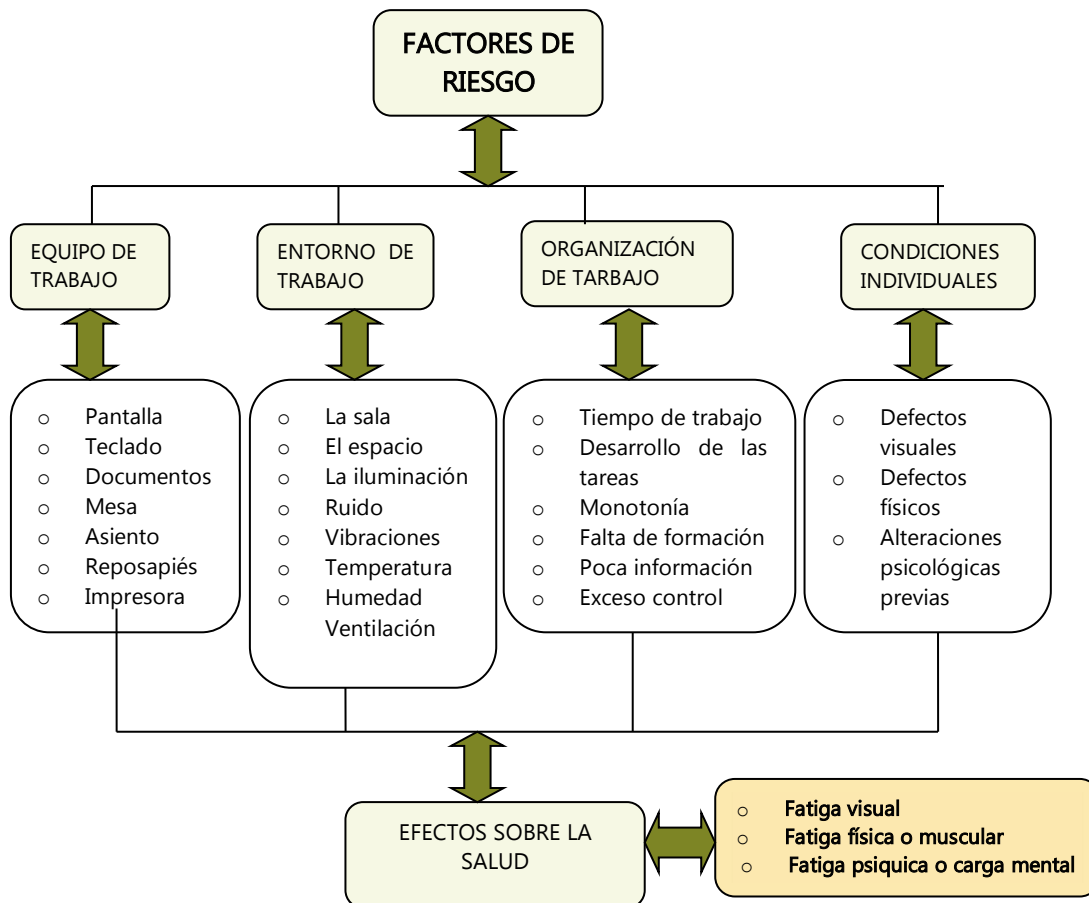 FACTORES DE
RIESGO
EQUIPO DE
TRABAJO
ENTORNO DE
TRABAJO
ORGANIZACIÓN
DE TARBAJO
CONDICIONES
INDIVIDUALES
o Pantalla
o Teclado
o Documentos
o Mesa
o Asiento
o Reposapiés
o Impresora
o La sala
o El espacio
o La iluminación
o Ruido
o Vibraciones
o Temperatura
o Humedad
Ventilación
o Tiempo de trabajo
o Desarrollo de las
tareas
o Monotonía
o Falta de formación
o Poca información
o Exceso control
o Defectos
visuales
o Defectos
físicos
o Alteraciones
psicológicas
previas
EFECTOS SOBRE LA
SALUD
o Fatiga visual
o Fatiga física o muscular
o Fatiga psiquica o carga mental